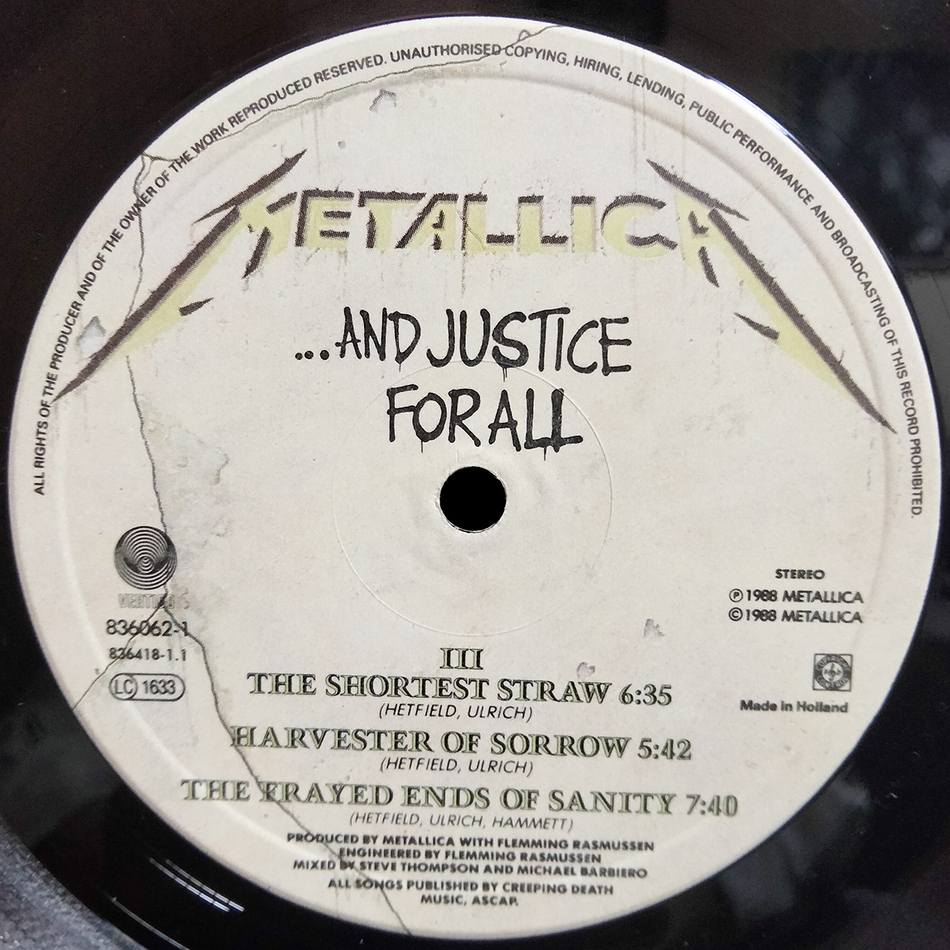 ALL RIGHTS OF THE PRODUCER AND OF THE OWNER OF THE WORK REPRODUCED RESERVED. UNAUTHORISED COPYING, HIRING, LENDING, PUBLIC PERFORMANCE AND BROADCASTING OF THIS RECORD PROHIBITED.
METALLICA
...AND JUSTICE
FOR ALL
VERTIGO
836062-1
836418-1.1
LC 1633
STEREO
Ⓟ 1988 METALLICA
© 1988 METALLICA
Made in Holland
III
THE SHORTEST STRAW 6:35
(HETFIELD, ULRICH)
HARVESTER OF SORROW 5:42
(HETFIELD, ULRICH)
THE FRAYED ENDS OF SANITY 7:40
(HETFIELD, ULRICH, HAMMETT)
PRODUCED BY METALLICA WITH FLEMMING RASMUSSEN
ENGINEERED BY FLEMMING RASMUSSEN
MIXED BY STEVE THOMPSON AND MICHAEL BARBIERO
ALL SONGS PUBLISHED BY CREEPING DEATH
MUSIC, ASCAP.